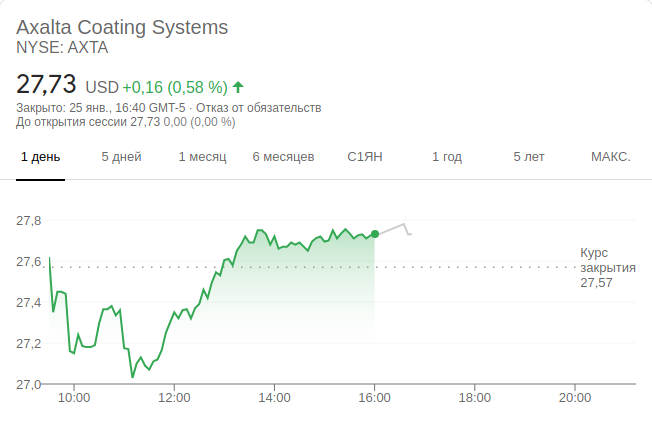 Axalta Coating Systems
NYSE: AXTA
27,73 USD +0,16 (0,58 %)
Закрыто: 25 янв., 16:40 GMT-5 · Отказ от обязательств
До открытия сессии 27,73 0,00 (0,00 %)
1 день 5 дней 1 месяц 6 месяцев С1ЯН 1 год 5 лет МАКС.
27,8
27,6
27,4
27,2
27,0
Курс
закрытия
27,57
10:00 12:00 14:00 16:00 18:00 20:00